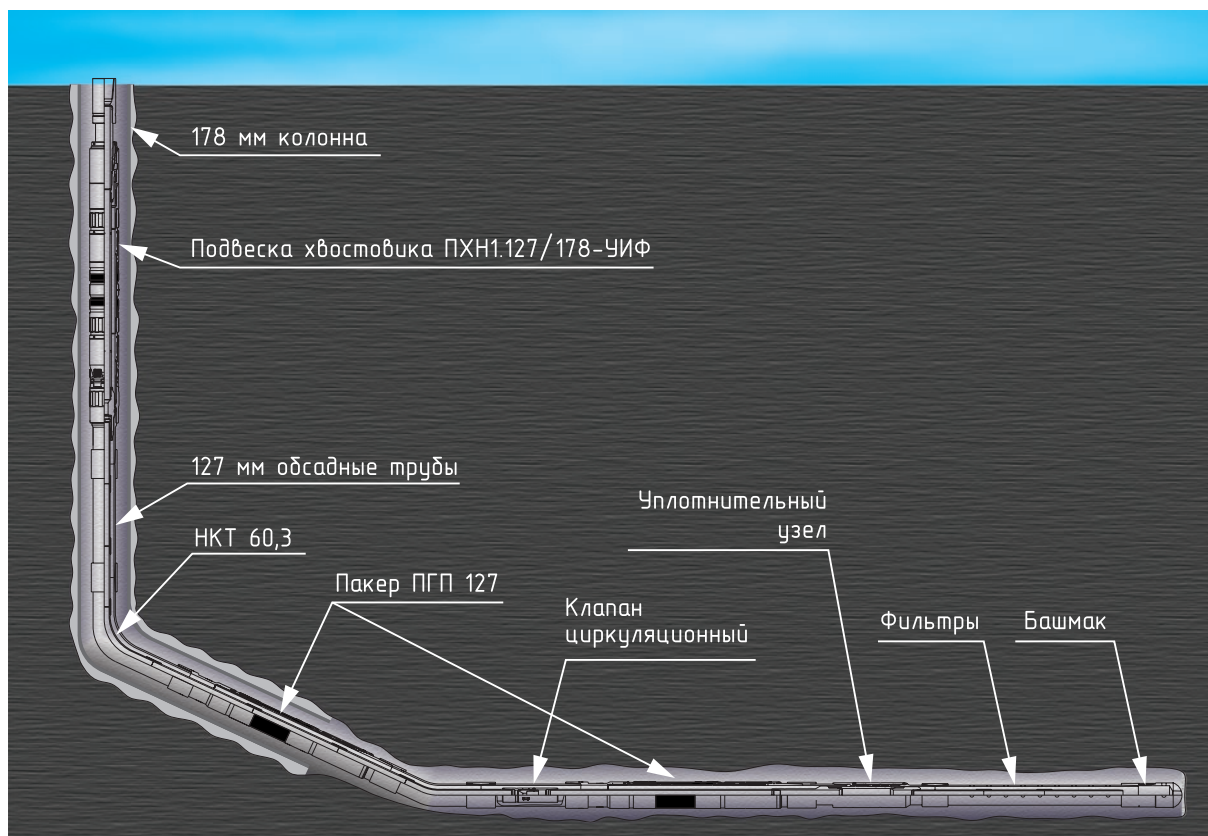 178 мм колонна
Подвеска хвостовика ПХН1.127/178-УИФ
127 мм обсадные трубы
НКТ 60,3
Пакер ПГП 127
Уплотнительный
узел
Клапан
циркуляционный
Фильтры
Башмак